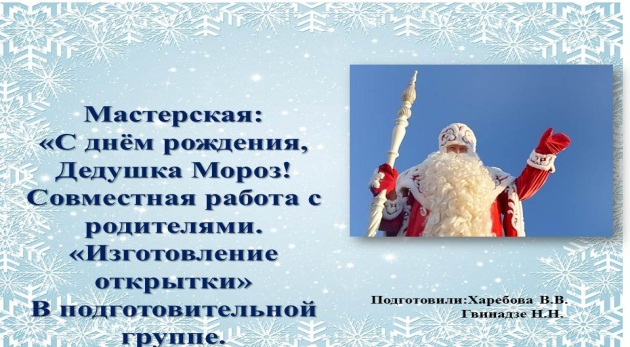 Мастерская:
«С днём рождения,
Дедушка Мороз!
Совместная работа с
родителями.
«Изготовление
открытки»
В подготовительной
группе.
Подготовили:Харебова В.В.
Гвинадзе Н.Н.